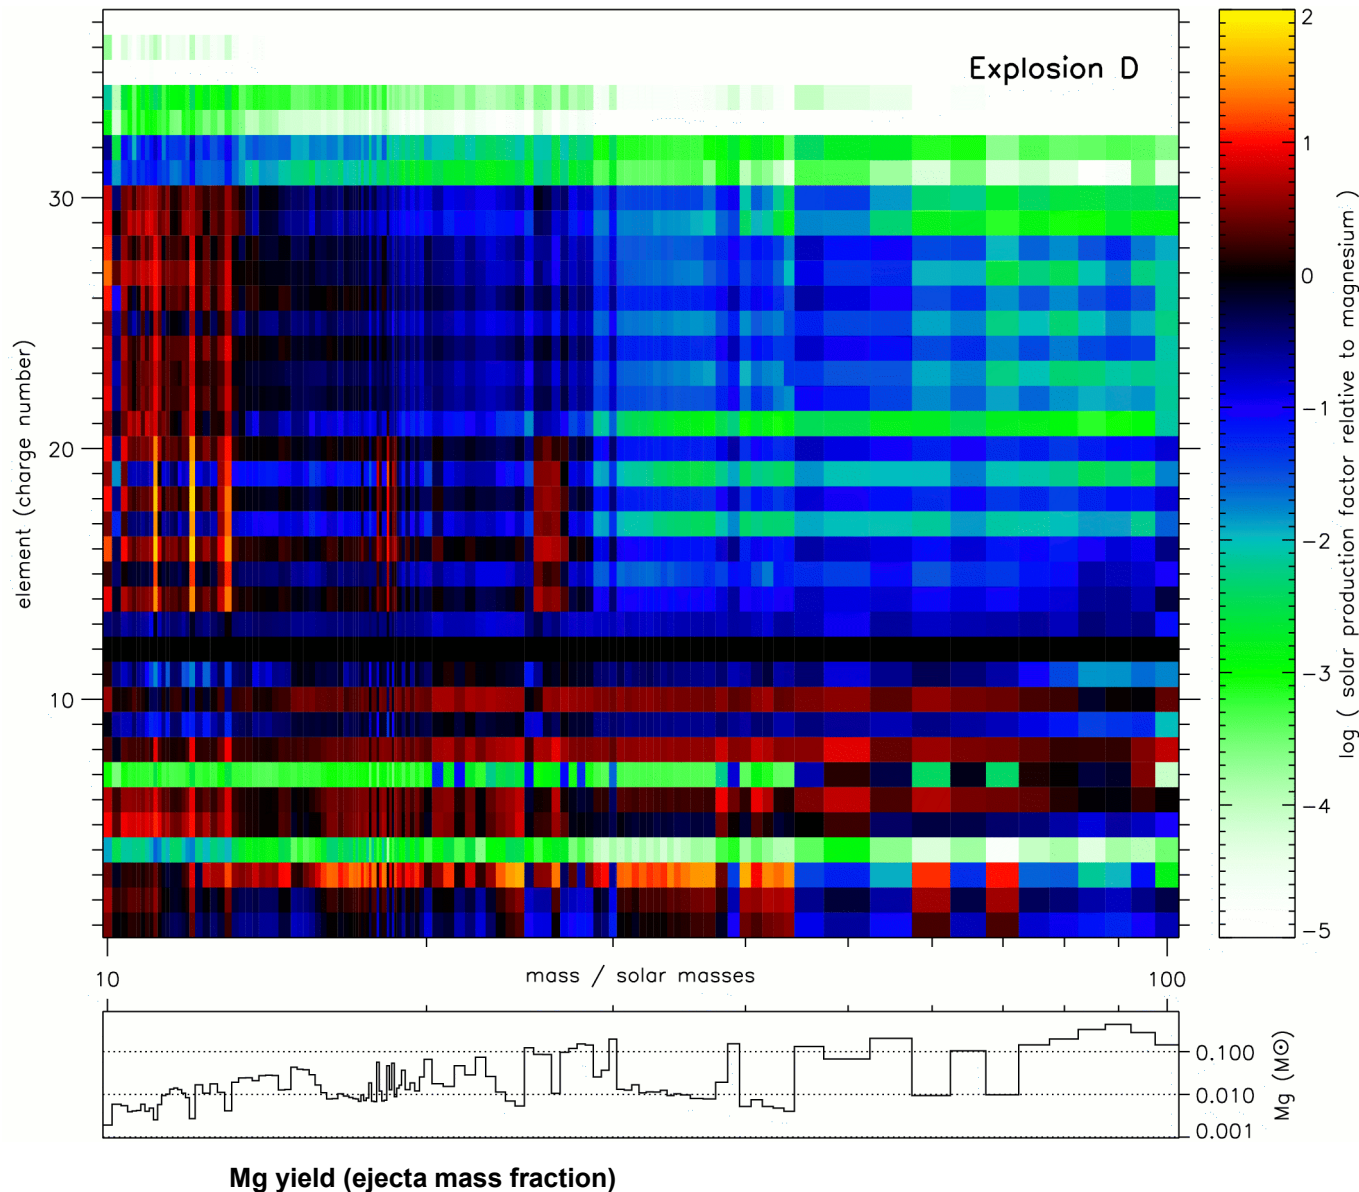 Explosion D
2
1
0
−1
−2
−3
−4
−5
log ( solar production factor relative to magnesium )
30
20
10
element (charge number)
10
mass / solar masses
100
0.100
0.010
0.001
Mg (M⊙)
Mg yield (ejecta mass fraction)